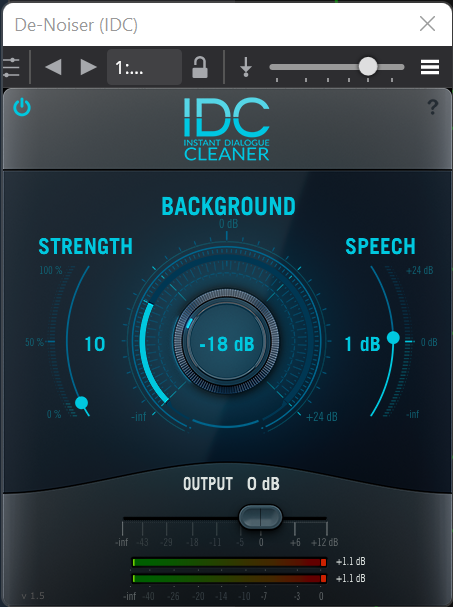 De-Noiser (IDC)
1:...
?
IDC
INSTANT DIALOGUE
CLEANER
BACKGROUND
0 dB
STRENGTH
SPEECH
100 %
+24 dB
50 %
10
-18 dB
1 dB
0 dB
0 %
-inf
+24 dB
-inf
OUTPUT 0 dB
-inf -43 -29 -18 -11 -5 0 +6 +12 dB
+1.1 dB
+1.1 dB
v 1.5
-inf -40 -26 -20 -14 -10 -7 -3 0